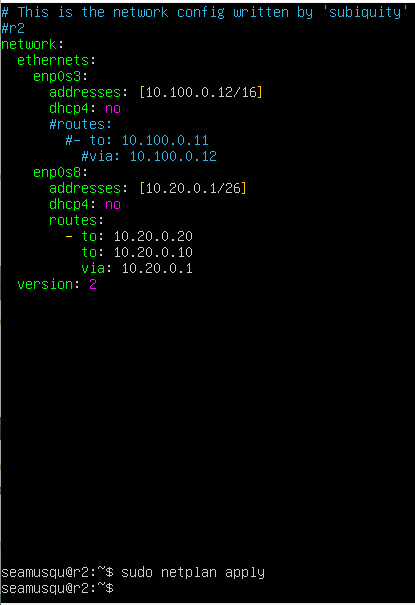 # This is the network config written by 'subiquity'
#r2
network:
  ethernets:
    enp0s3:
      addresses: [10.100.0.12/16]
      dhcp4: no
      #routes:
        #- to: 10.100.0.11
          #via: 10.100.0.12
    enp0s8:
      addresses: [10.20.0.1/26]
      dhcp4: no
      routes:
        - to: 10.20.0.20
          to: 10.20.0.10
          via: 10.20.0.1
  version: 2
seamusqu@r2:~$ sudo netplan apply
seamusqu@r2:~$